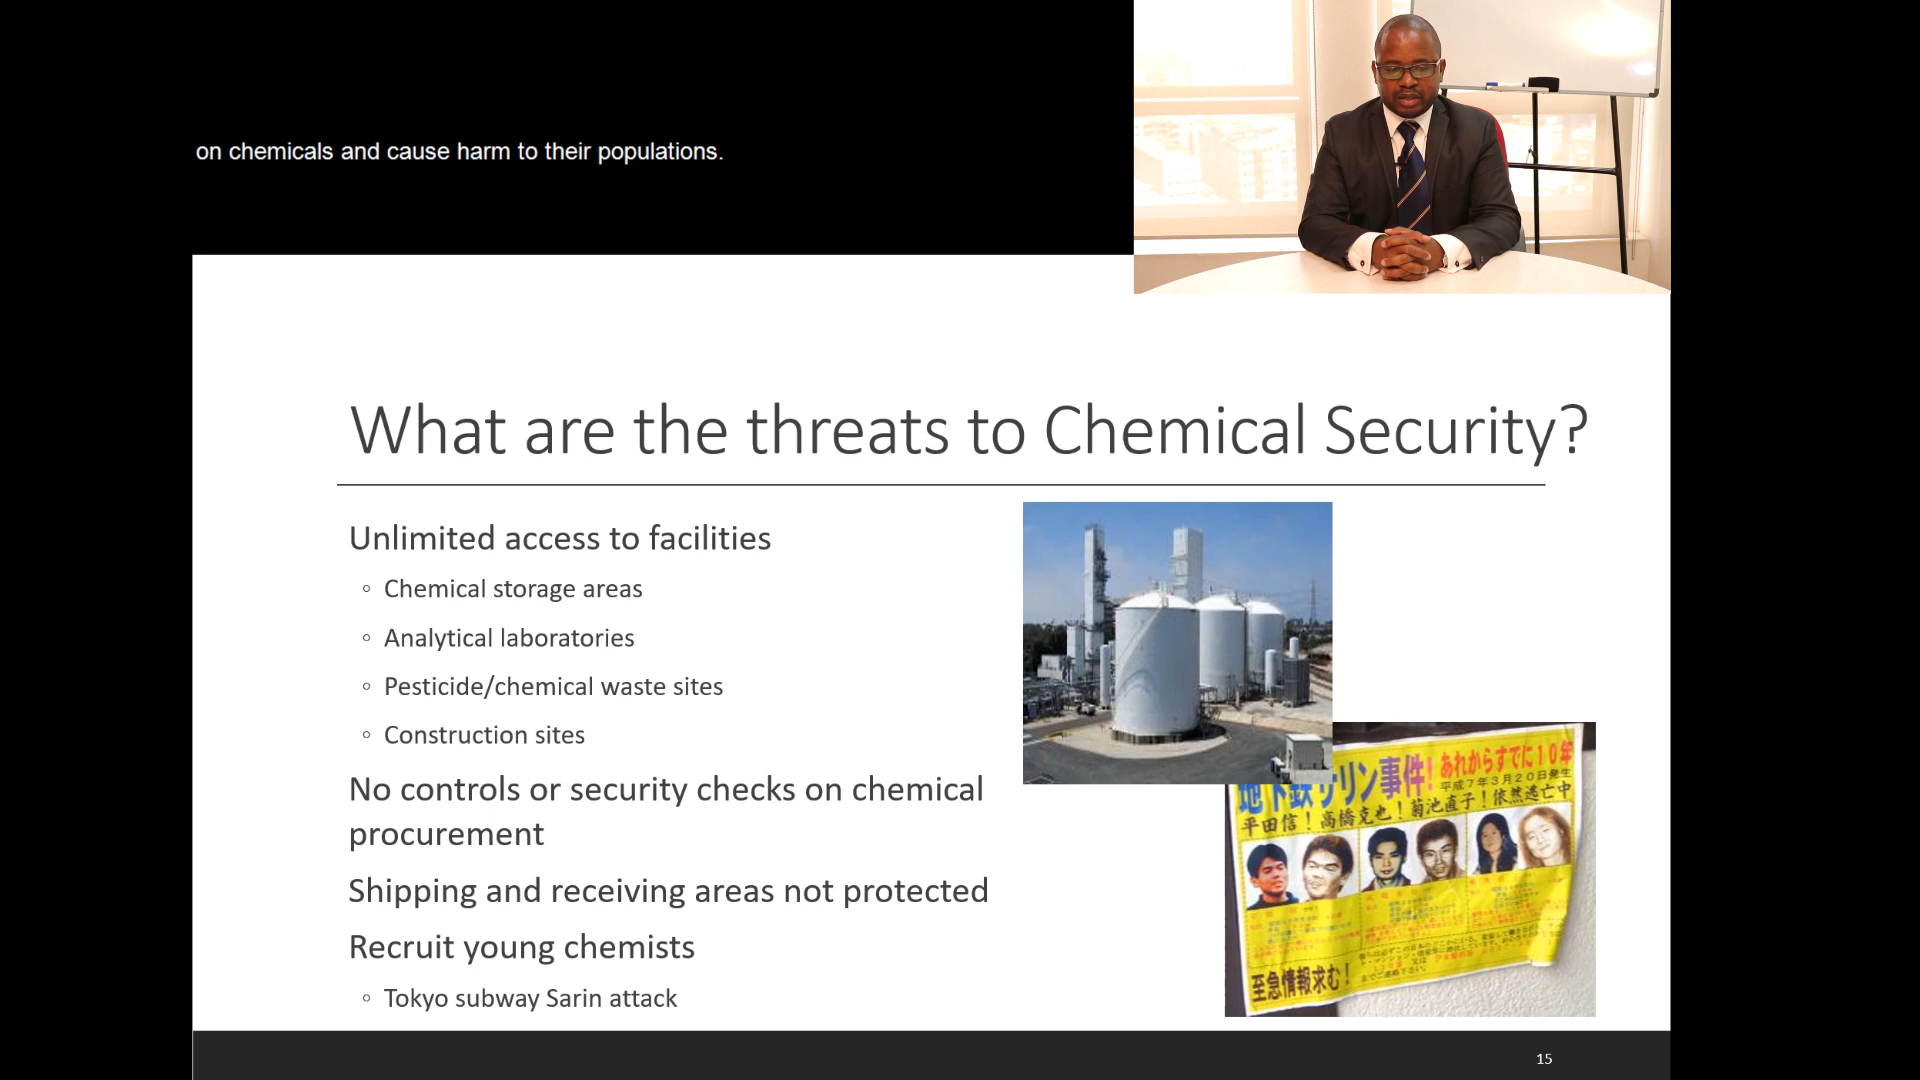 on chemicals and cause harm to their populations.
What are the threats to Chemical Security?
Unlimited access to facilities
◦ Chemical storage areas
◦ Analytical laboratories
◦ Pesticide/chemical waste sites
◦ Construction sites
No controls or security checks on chemical
procurement
Shipping and receiving areas not protected
Recruit young chemists
◦ Tokyo subway Sarin attack
地下鉄サリン事件! あれからすでに10年
平成7年3月20日発生
平田信！高橋克也！菊池直子！依然逃亡中
至急情報求む！
15